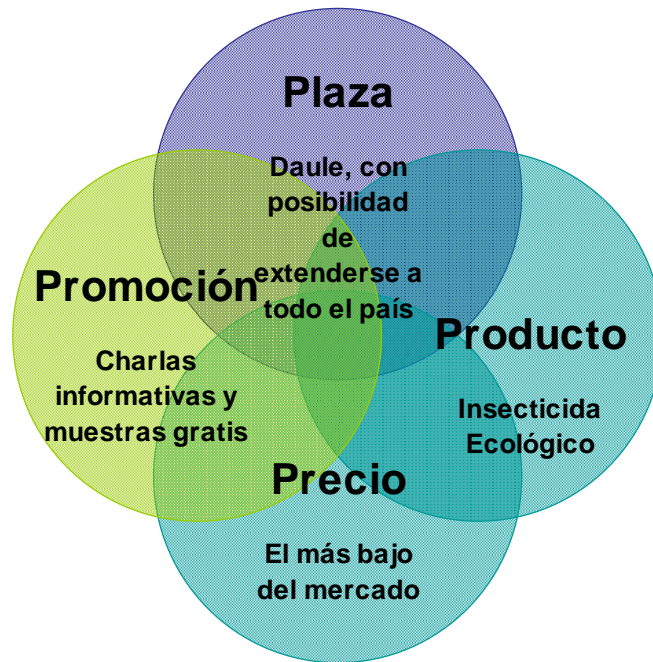 Plaza
Daule, con
posibilidad
de
extenderse a
todo el país
Promoción
Charlas
informativas y
muestras gratis
Producto
Insecticida
Ecológico
Precio
El más bajo
del mercado